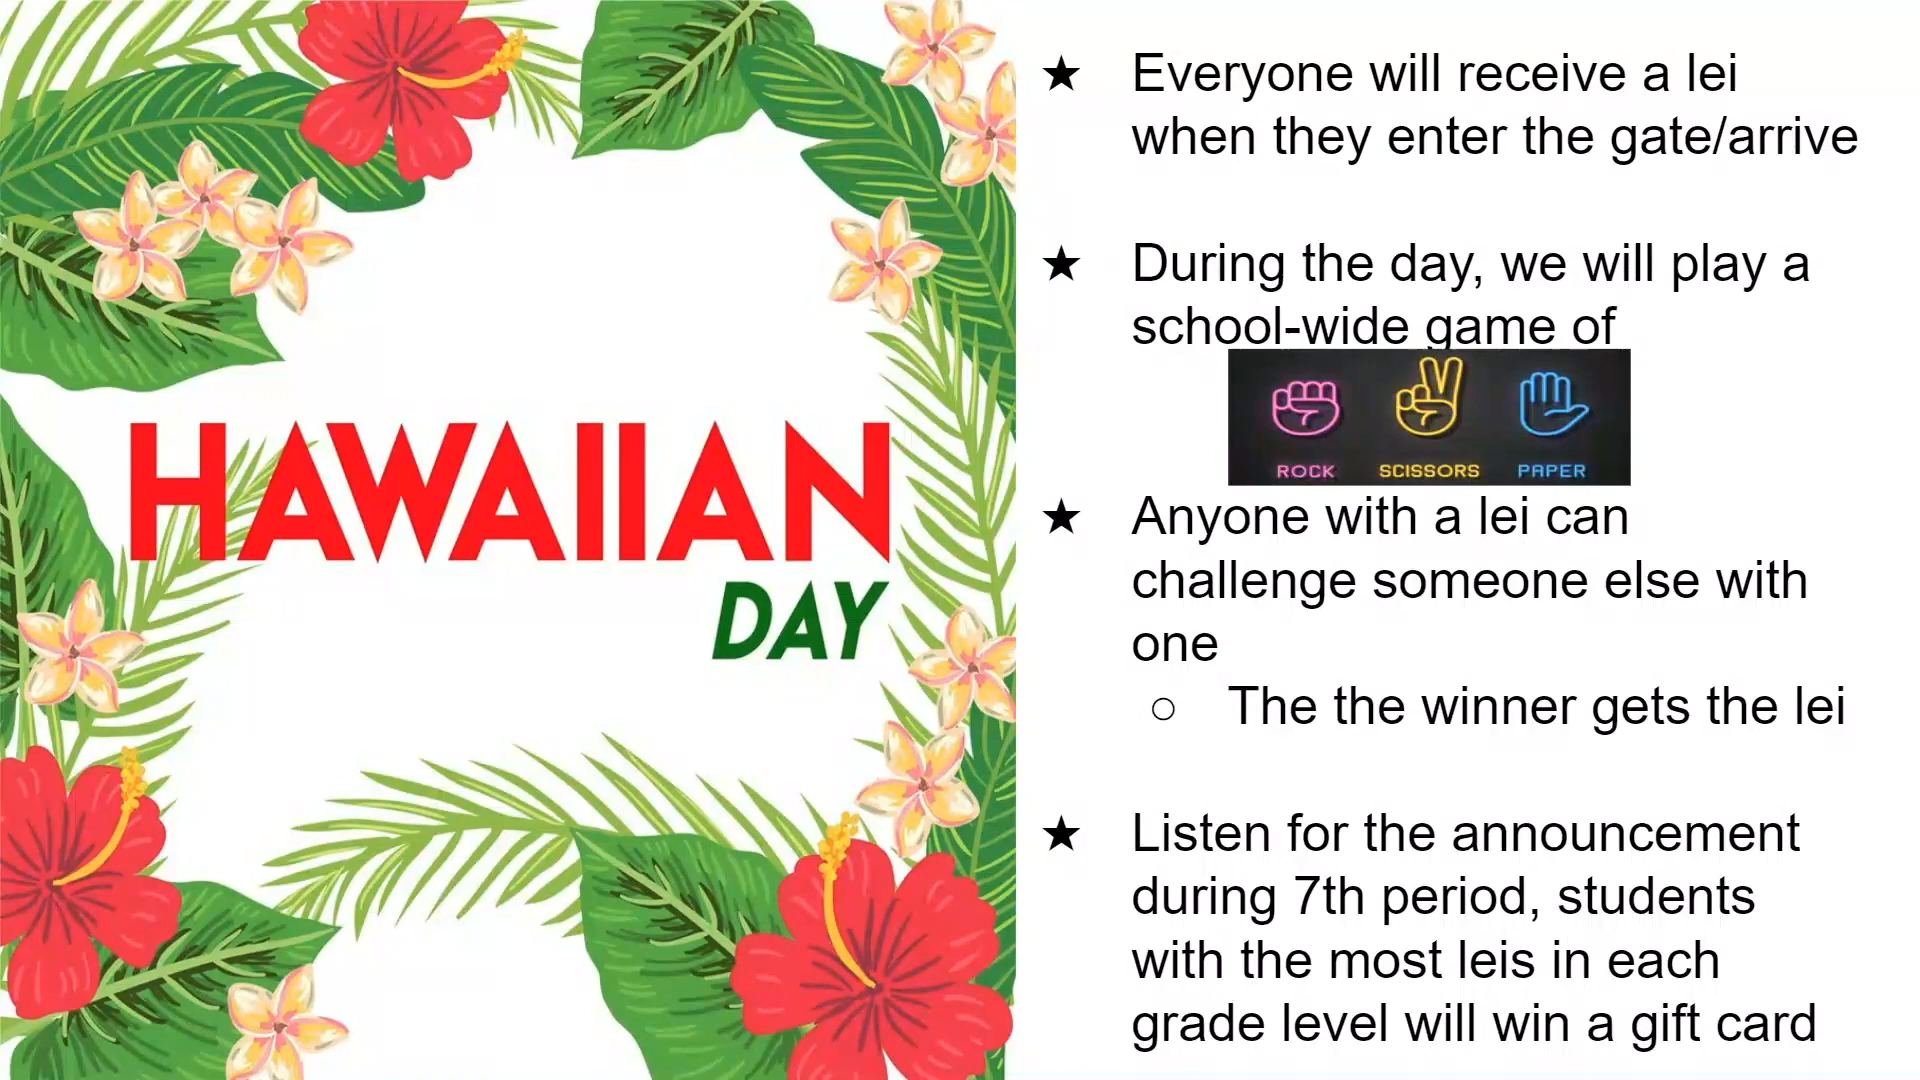 HAWAIIAN
DAY
★ Everyone will receive a lei
when they enter the gate/arrive
★ During the day, we will play a
school-wide game of
ROCK SCISSORS PAPER
★ Anyone with a lei can
challenge someone else with
one
○ The the winner gets the lei
★ Listen for the announcement
during 7th period, students
with the most leis in each
grade level will win a gift card